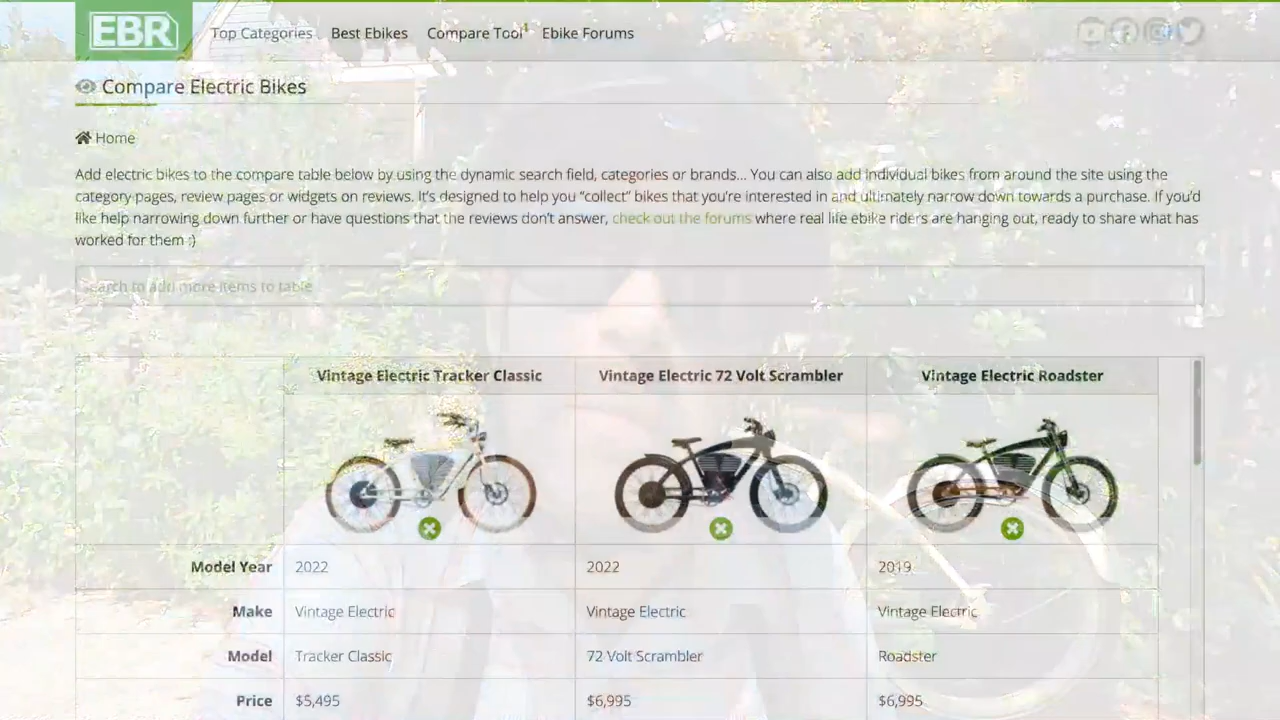 EBR
Top Categories Best Ebikes Compare Tool 1 Ebike Forums
Compare Electric Bikes
Home
Add electric bikes to the compare table below by using the dynamic search field, categories or brands... You can also add individual bikes from around the site using the
category pages, review pages or widgets on reviews. It's designed to help you “collect” bikes that you're interested in and ultimately narrow down towards a purchase. If you'd
like help narrowing down further or have questions that the reviews don't answer, check out the forums where real life ebike riders are hanging out, ready to share what has
worked for them :)
Search to add more items to table
Vintage Electric Tracker Classic Vintage Electric 72 Volt Scrambler Vintage Electric Roadster
Model Year 2022 2022 2019
Make Vintage Electric Vintage Electric Vintage Electric
Model Tracker Classic 72 Volt Scrambler Roadster
Price $5,495 $6,995 $6,995